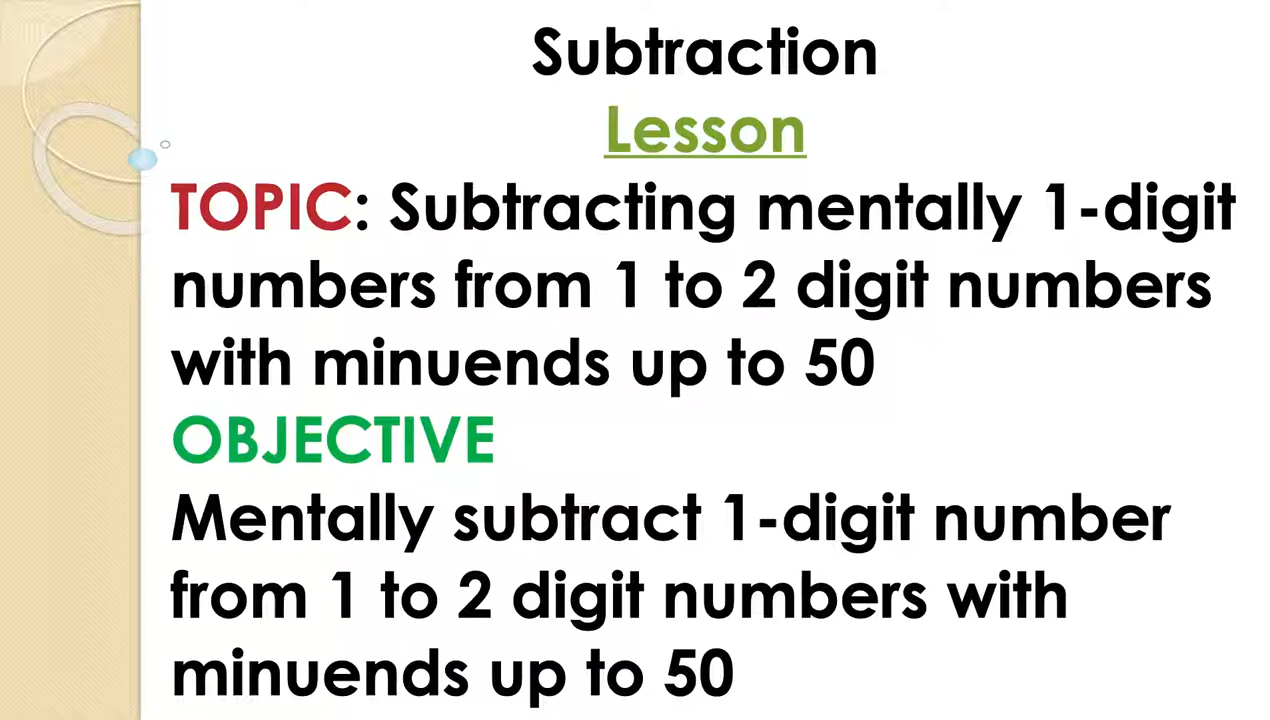 Subtraction
Lesson
TOPIC: Subtracting mentally 1-digit
numbers from 1 to 2 digit numbers
with minuends up to 50
OBJECTIVE
Mentally subtract 1-digit number
from 1 to 2 digit numbers with
minuends up to 50